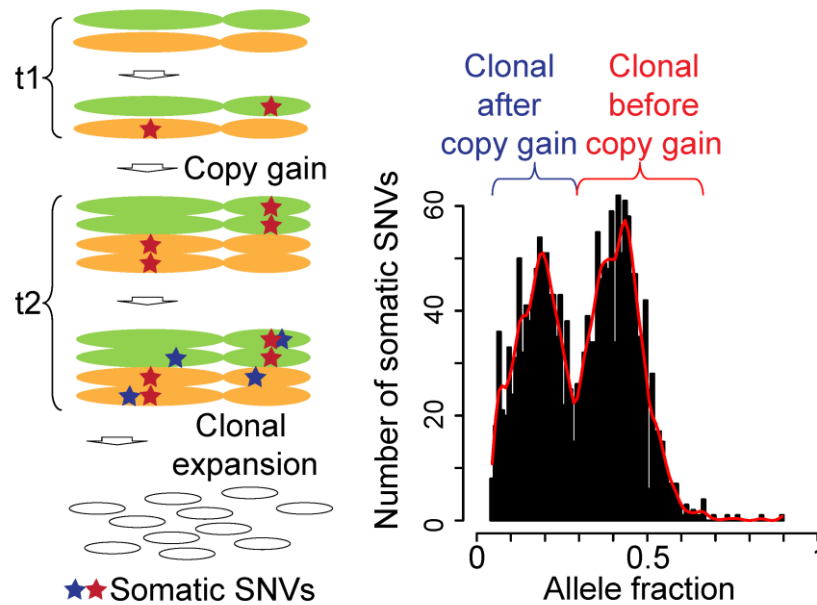 t1
Copy gain
t2
Clonal
expansion
Somatic SNVs
Clonal
after
copy gain
Clonal
before
copy gain
Number of somatic SNVs
60
40
20
0
0
0.5
1
Allele fraction